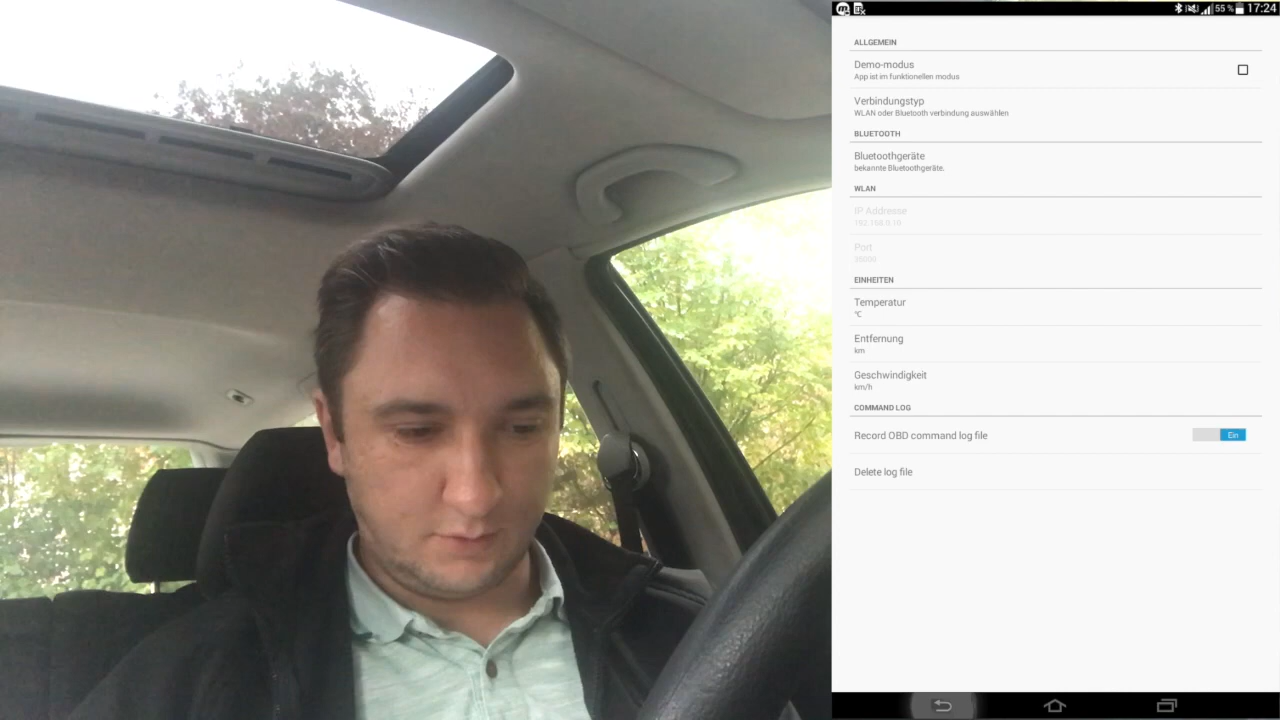 55 % 17:24
ALLGEMEIN
Demo-modus
App ist im funktionellen modus
Verbindungstyp
WLAN oder Bluetooth verbindung auswählen
BLUETOOTH
Bluetoothgeräte
bekannte Bluetoothgeräte.
WLAN
IP Addresse
192.168.0.10
Port
35000
EINHEITEN
Temperatur
°C
Entfernung
km
Geschwindigkeit
km/h
COMMAND LOG
Record OBD command log file
Ein
Delete log file